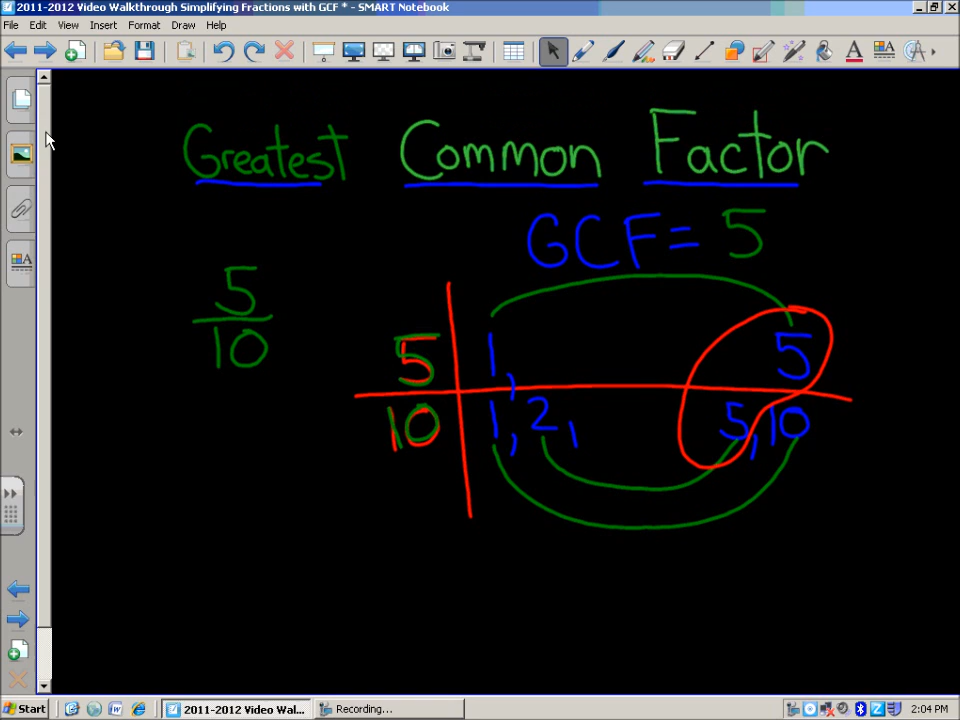 2011-2012 Video Walkthrough Simplifying Fractions with GCF * - SMART Notebook
File Edit View Insert Format Draw Help
Greatest Common Factor
GCF = 5
5
10
5 1, 5
10 1, 2, 5, 10
Start 2011-2012 Video Wal... Recording... 2:04 PM